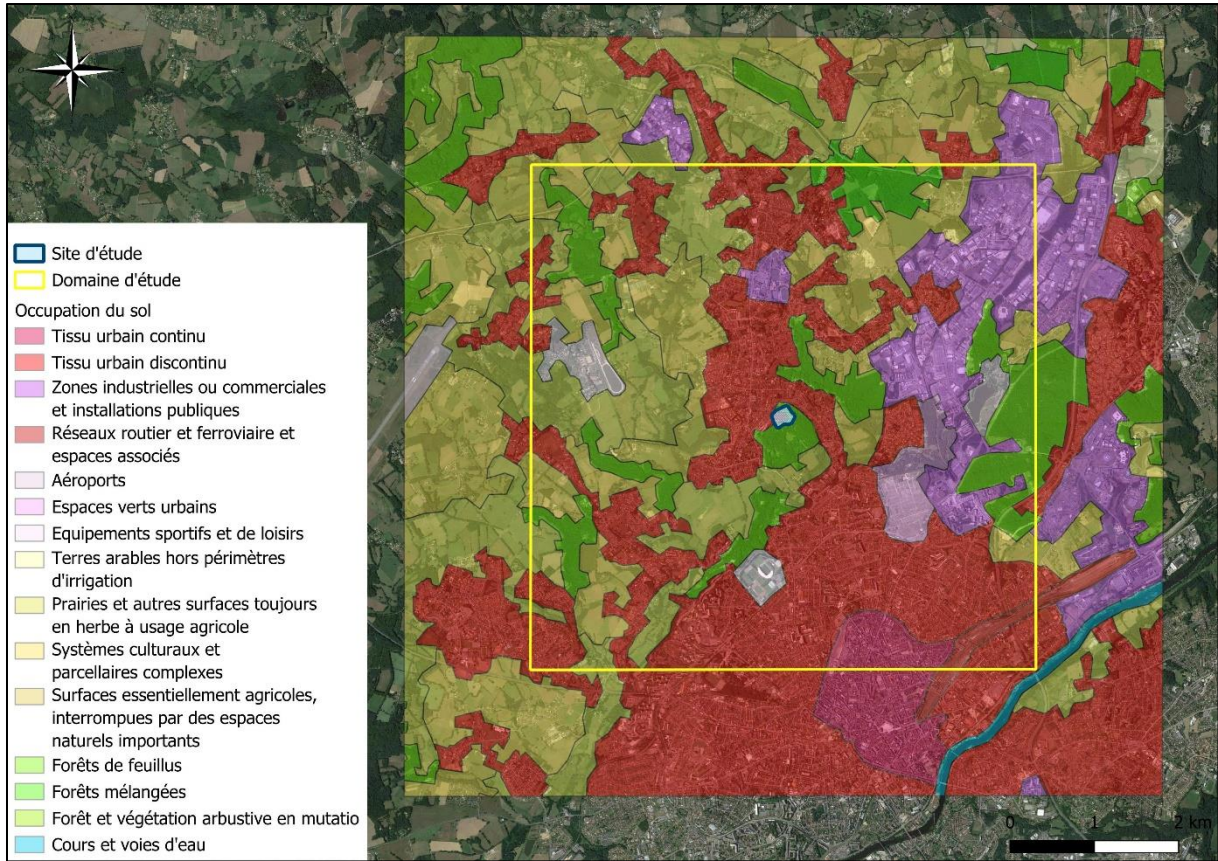 Site d'étude
Domaine d'étude
Occupation du sol
Tissu urbain continu
Tissu urbain discontinu
Zones industrielles ou commerciales
et installations publiques
Réseaux routier et ferroviaire et
espaces associés
Aéroports
Espaces verts urbains
Equipements sportifs et de loisirs
Terres arables hors périmètres
d'irrigation
Prairies et autres surfaces toujours
en herbe à usage agricole
Systèmes culturaux et
parcellaires complexes
Surfaces essentiellement agricoles,
interrompues par des espaces
naturels importants
Forêts de feuillus
Forêts mélangées
Forêt et végétation arbustive en mutatio
Cours et voies d'eau
0 1 2 km